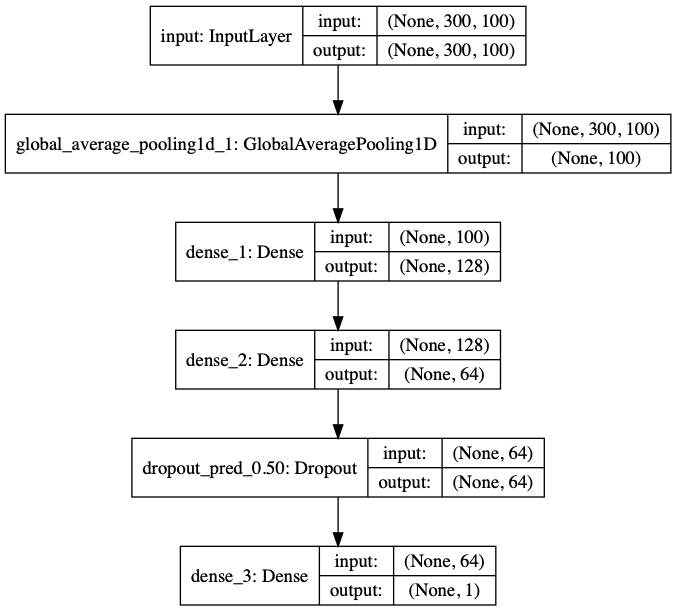 input: InputLayer
input: (None, 300, 100)
output: (None, 300, 100)
global_average_pooling1d_1: GlobalAveragePooling1D
input: (None, 300, 100)
output: (None, 100)
dense_1: Dense
input: (None, 100)
output: (None, 128)
dense_2: Dense
input: (None, 128)
output: (None, 64)
dropout_pred_0.50: Dropout
input: (None, 64)
output: (None, 64)
dense_3: Dense
input: (None, 64)
output: (None, 1)